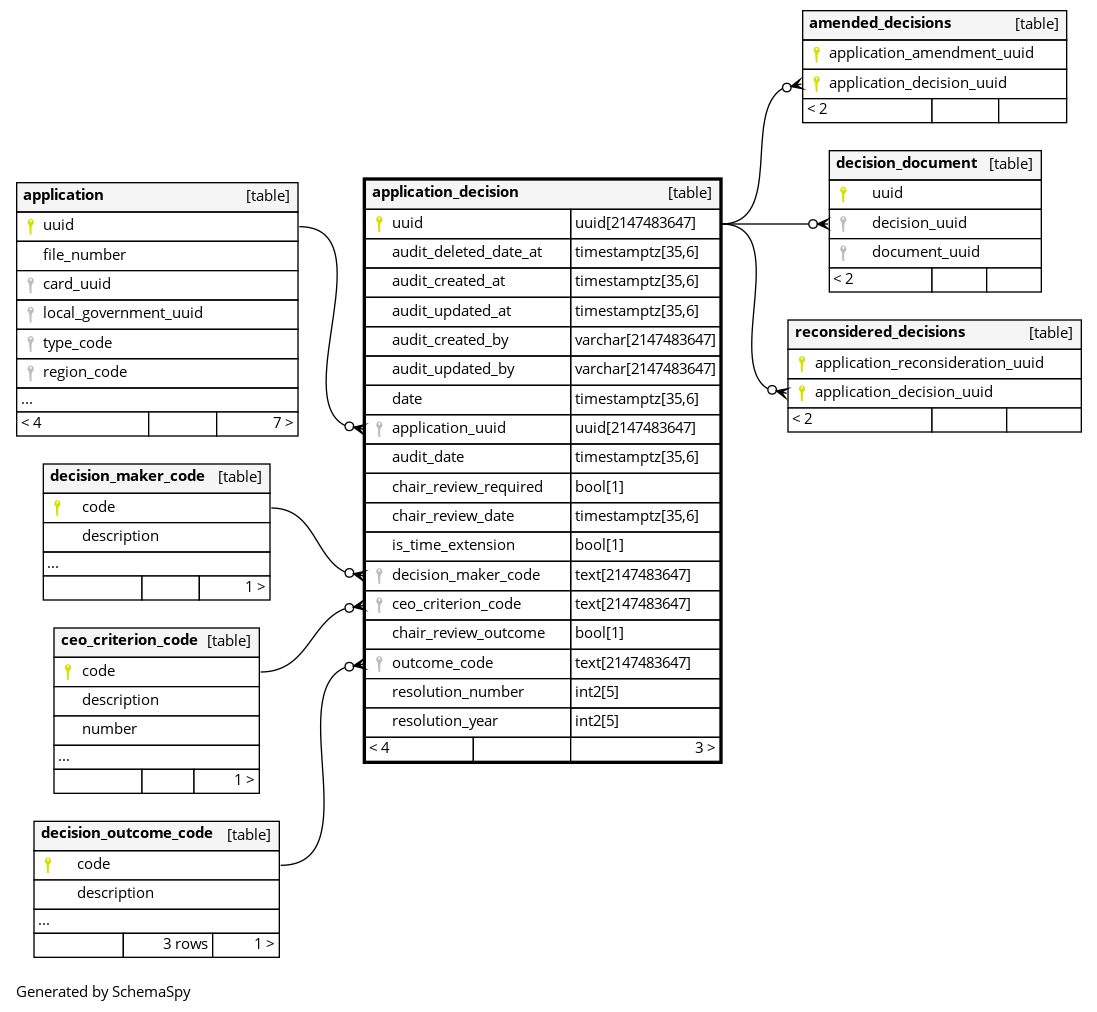 amended_decisions [table]
application_amendment_uuid
application_decision_uuid
< 2
decision_document [table]
uuid
decision_uuid
document_uuid
< 2
reconsidered_decisions [table]
application_reconsideration_uuid
application_decision_uuid
< 2
application [table]
uuid
file_number
card_uuid
local_government_uuid
type_code
region_code
...
< 4 7 >
application_decision [table]
uuid uuid[2147483647]
audit_deleted_date_at timestamptz[35,6]
audit_created_at timestamptz[35,6]
audit_updated_at timestamptz[35,6]
audit_created_by varchar[2147483647]
audit_updated_by varchar[2147483647]
date timestamptz[35,6]
application_uuid uuid[2147483647]
audit_date timestamptz[35,6]
chair_review_required bool[1]
chair_review_date timestamptz[35,6]
is_time_extension bool[1]
decision_maker_code text[2147483647]
ceo_criterion_code text[2147483647]
chair_review_outcome bool[1]
outcome_code text[2147483647]
resolution_number int2[5]
resolution_year int2[5]
< 4 3 >
decision_maker_code [table]
code
description
...
1 >
ceo_criterion_code [table]
code
description
number
...
1 >
decision_outcome_code [table]
code
description
...
3 rows 1 >
Generated by SchemaSpy